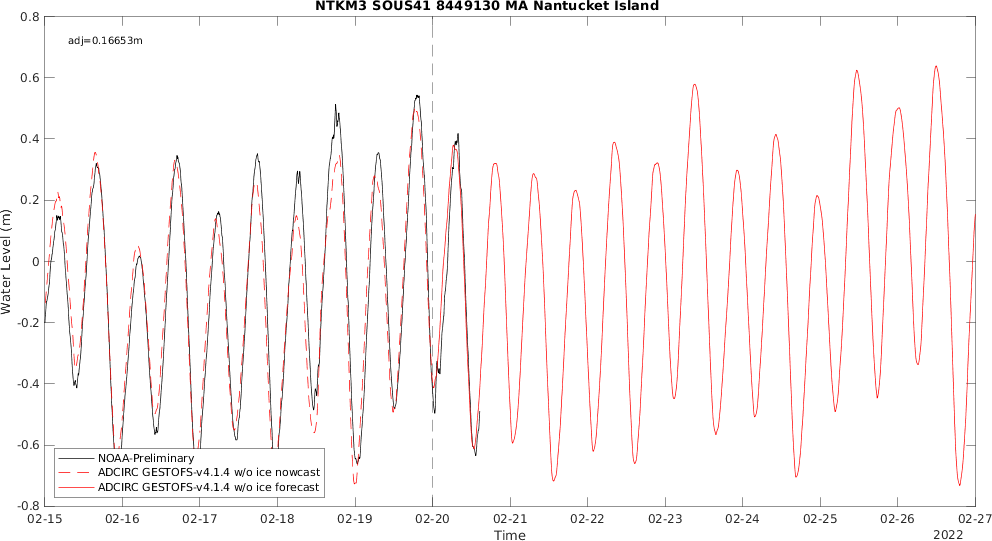 NTKM3 SOUS41 8449130 MA Nantucket Island
adj=0.16653m
0.8
0.6
0.4
0.2
0
-0.2
-0.4
-0.6
-0.8
Water Level (m)
NOAA-Preliminary
ADCIRC GESTOFS-v4.1.4 w/o ice nowcast
ADCIRC GESTOFS-v4.1.4 w/o ice forecast
02-15 02-16 02-17 02-18 02-19 02-20 02-21 02-22 02-23 02-24 02-25 02-26 02-27
Time
2022